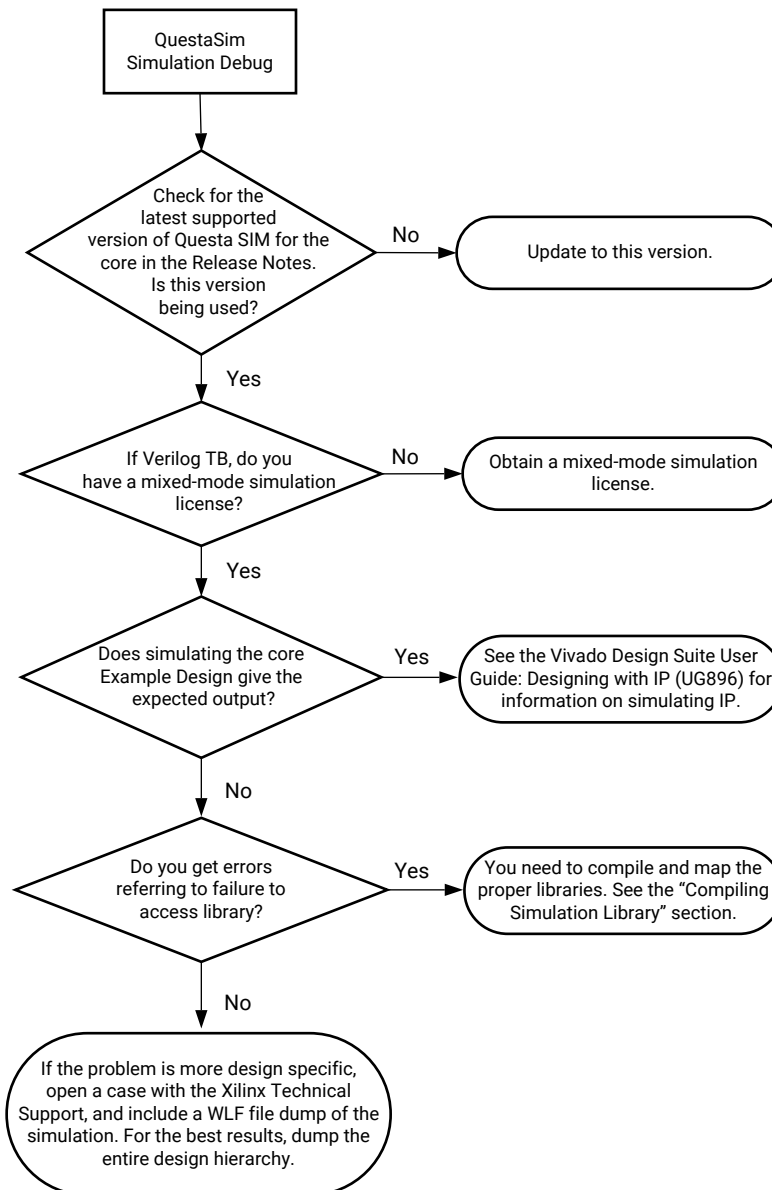 QuestaSim
Simulation Debug
Check for the
latest supported
version of Questa SIM for the
core in the Release Notes.
Is this version
being used?
No
Update to this version.
Yes
If Verilog TB, do you
have a mixed-mode simulation
license?
No
Obtain a mixed-mode simulation
license.
Yes
Does simulating the core
Example Design give the
expected output?
Yes
See the Vivado Design Suite User
Guide: Designing with IP (UG896) for
information on simulating IP.
No
Do you get errors
referring to failure to
access library?
Yes
You need to compile and map the
proper libraries. See the “Compiling
Simulation Library” section.
No
If the problem is more design specific,
open a case with the Xilinx Technical
Support, and include a WLF file dump of the
simulation. For the best results, dump the
entire design hierarchy.